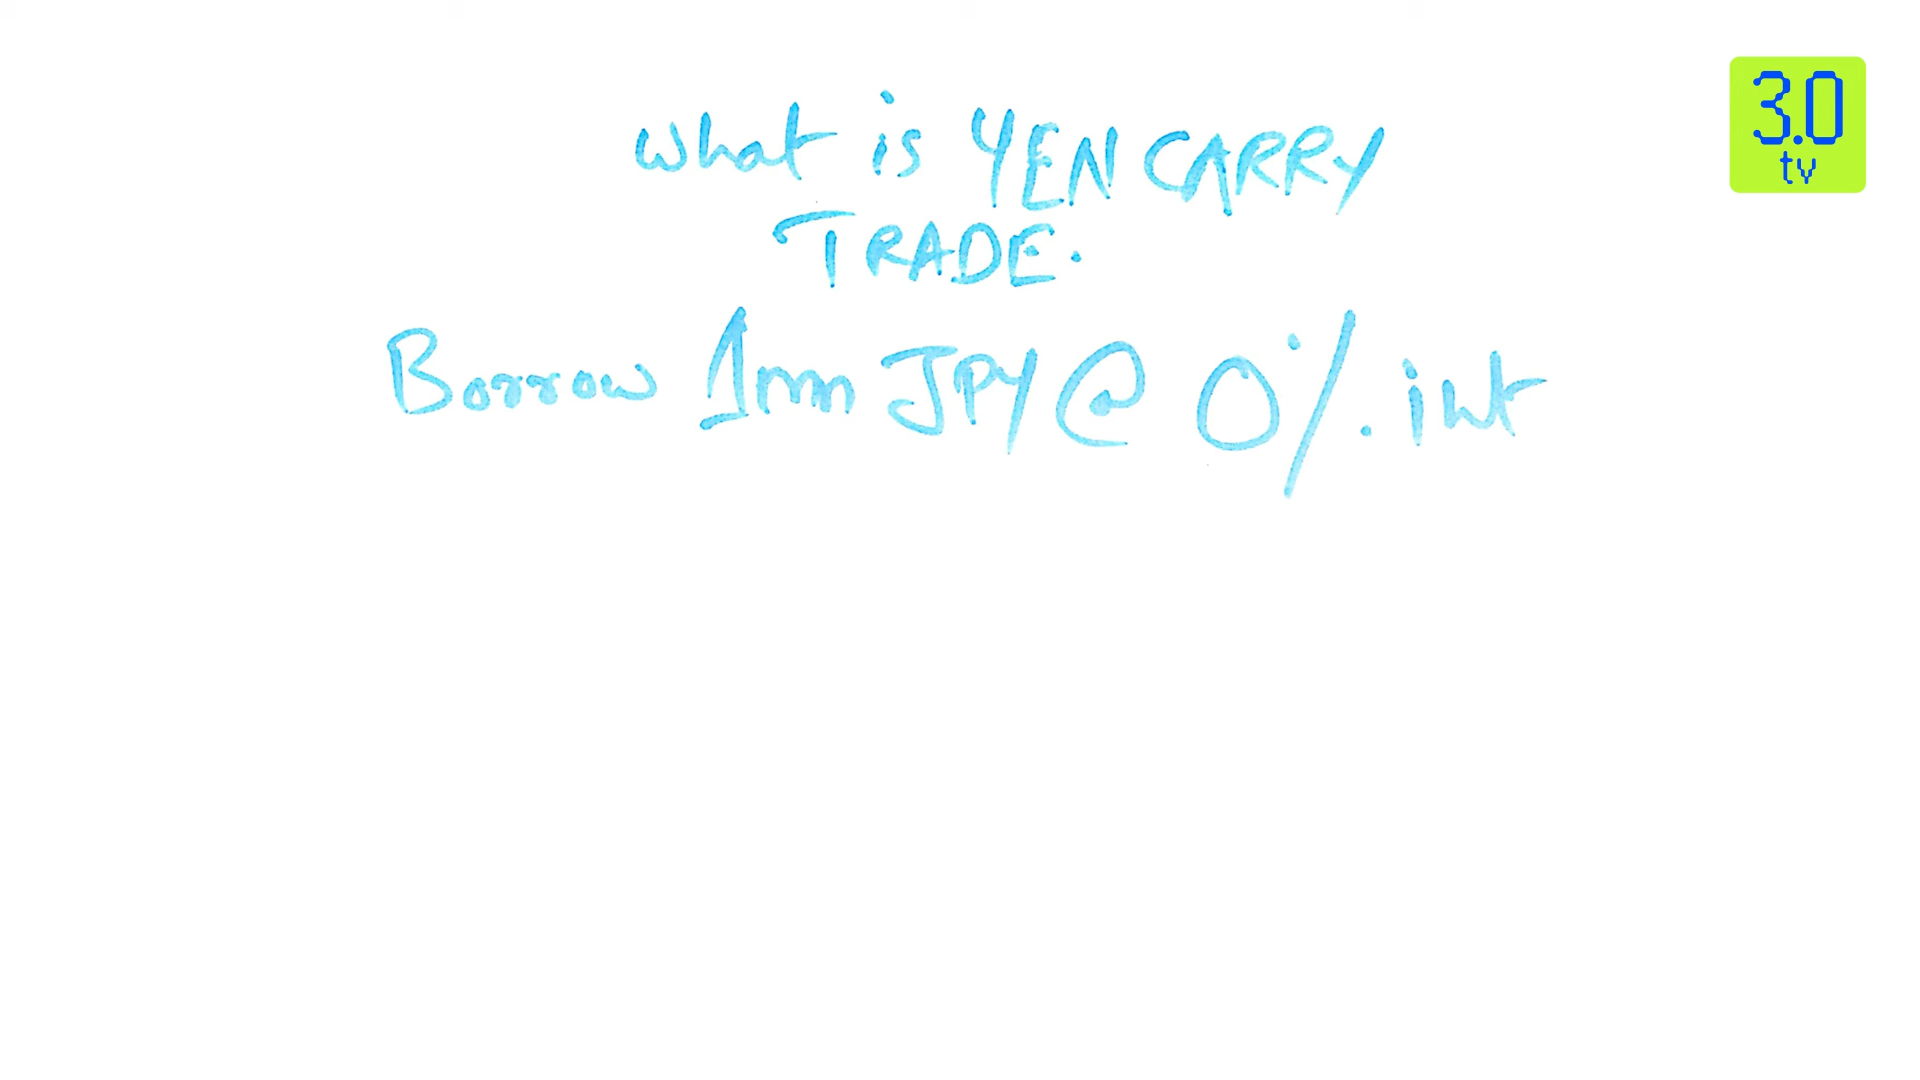 What is YEN CARRY
TRADE.
Borrow 1mn JPY @ 0%. int
3.0
tv